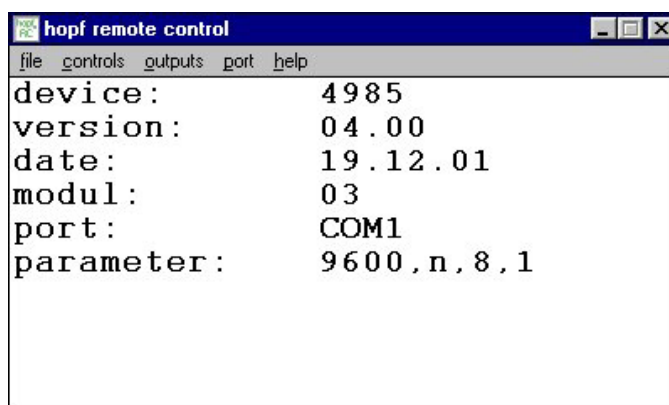 hopf remote control
file controls outputs port help
device: 4985
version: 04.00
date: 19.12.01
modul: 03
port: COM1
parameter: 9600,n,8,1